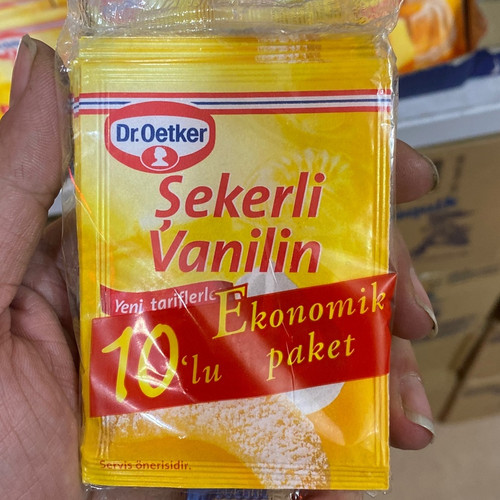 Dr.Oetker
Şekerli
Vanilin
Yeni tariflerle
Ekonomik
10'lu paket
Servis önerisidir.